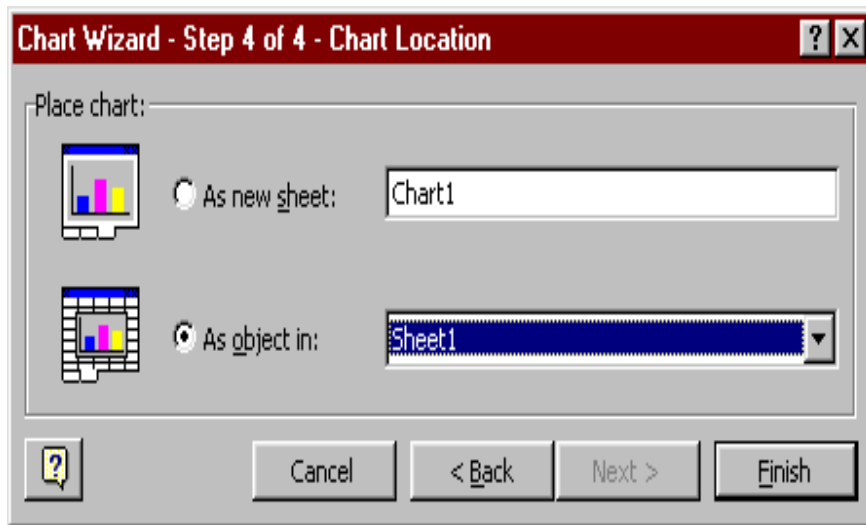 Chart Wizard - Step 4 of 4 - Chart Location
Place chart:
As new sheet: Chart1
As object in: Sheet1
Cancel < Back Next > Finish